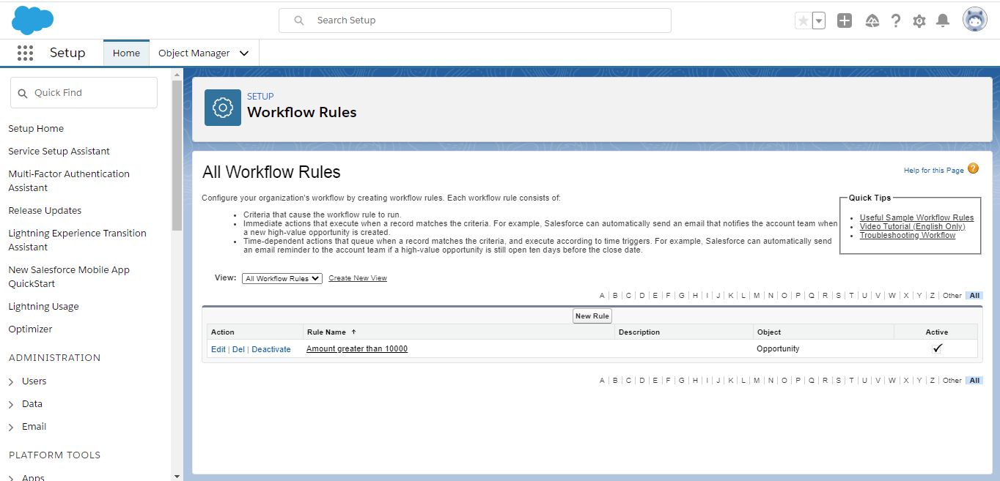 Search Setup
Setup
Home
Object Manager
Quick Find
Setup Home
Service Setup Assistant
Multi-Factor Authentication
Assistant
Release Updates
Lightning Experience Transition
Assistant
New Salesforce Mobile App
QuickStart
Lightning Usage
Optimizer
ADMINISTRATION
Users
Data
Email
PLATFORM TOOLS
Apps
SETUP
Workflow Rules
All Workflow Rules
Help for this Page ?
Configure your organization's workflow by creating workflow rules. Each workflow rule consists of:
• Criteria that cause the workflow rule to run.
• Immediate actions that execute when a record matches the criteria. For example, Salesforce can automatically send an email that notifies the account team when
a new high-value opportunity is created.
• Time-dependent actions that queue when a record matches the criteria, and execute according to time triggers. For example, Salesforce can automatically send
an email reminder to the account team if a high-value opportunity is still open ten days before the close date.
Quick Tips
• Useful Sample Workflow Rules
• Video Tutorial (English Only)
• Troubleshooting Workflow
View: All Workflow Rules Create New View
A | B | C | D | E | F | G | H | I | J | K | L | M | N | O | P | Q | R | S | T | U | V | W | X | Y | Z | Other All
New Rule
Action Rule Name ↑ Description Object Active
Edit | Del | Deactivate Amount greater than 10000 Opportunity ✓
A | B | C | D | E | F | G | H | I | J | K | L | M | N | O | P | Q | R | S | T | U | V | W | X | Y | Z | Other All